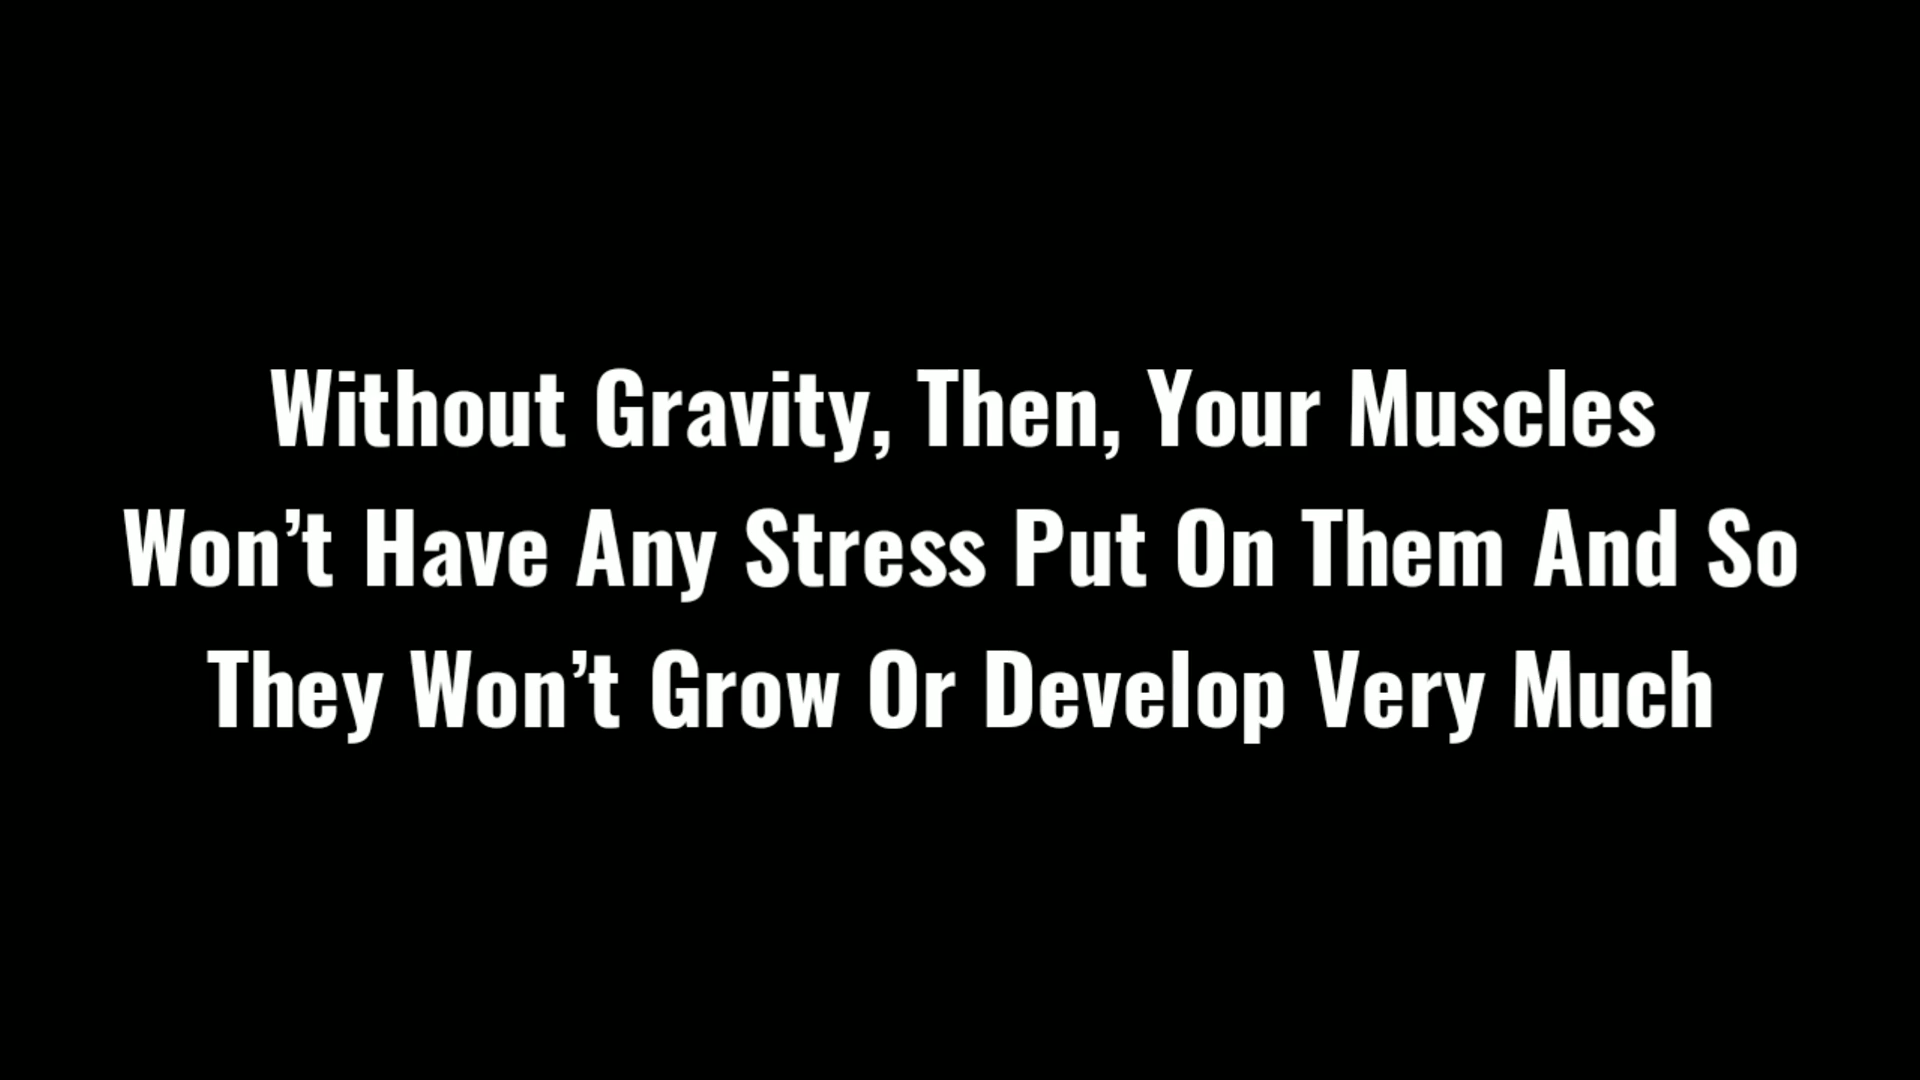 Without Gravity, Then, Your Muscles
Won’t Have Any Stress Put On Them And So
They Won’t Grow Or Develop Very Much